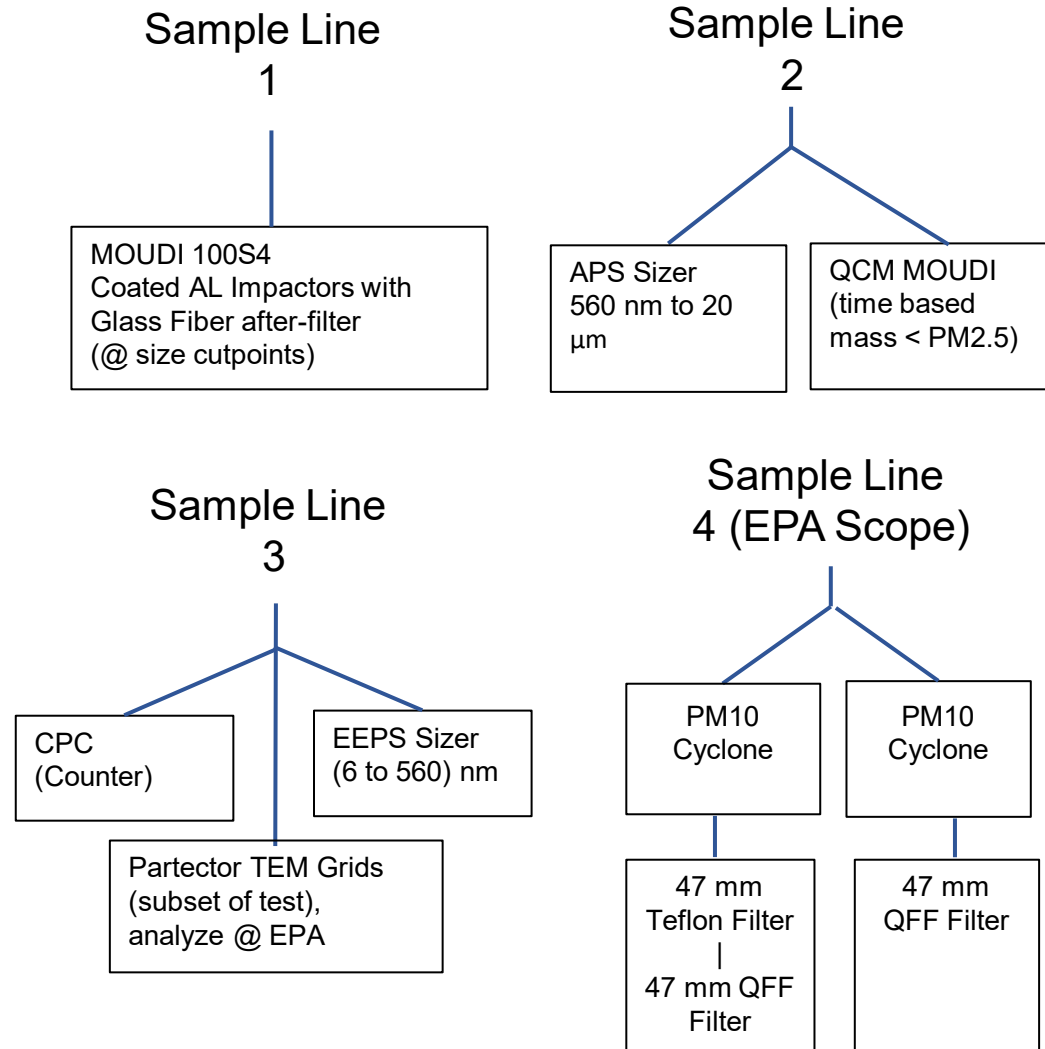 Sample Line
1
MOUDI 100S4
Coated AL Impactors with
Glass Fiber after-filter
(@ size cutpoints)
Sample Line
2
APS Sizer
560 nm to 20
µm
QCM MOUDI
(time based
mass < PM2.5)
Sample Line
3
CPC
(Counter)
EEPS Sizer
(6 to 560) nm
Partector TEM Grids
(subset of test),
analyze @ EPA
Sample Line
4 (EPA Scope)
PM10
Cyclone
PM10
Cyclone
47 mm
Teflon Filter
|
47 mm QFF
Filter
47 mm
QFF Filter